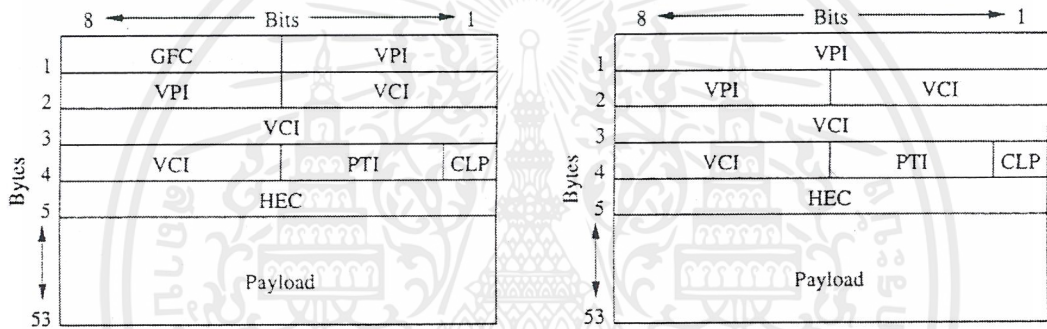 8 Bits 1
1 GFC VPI
2 VPI VCI
3 VCI
4 VCI PTI CLP
5 HEC
Bytes
Payload
53
8 Bits 1
1 VPI
2 VPI VCI
3 VCI
4 VCI PTI CLP
5 HEC
Bytes
Payload
53